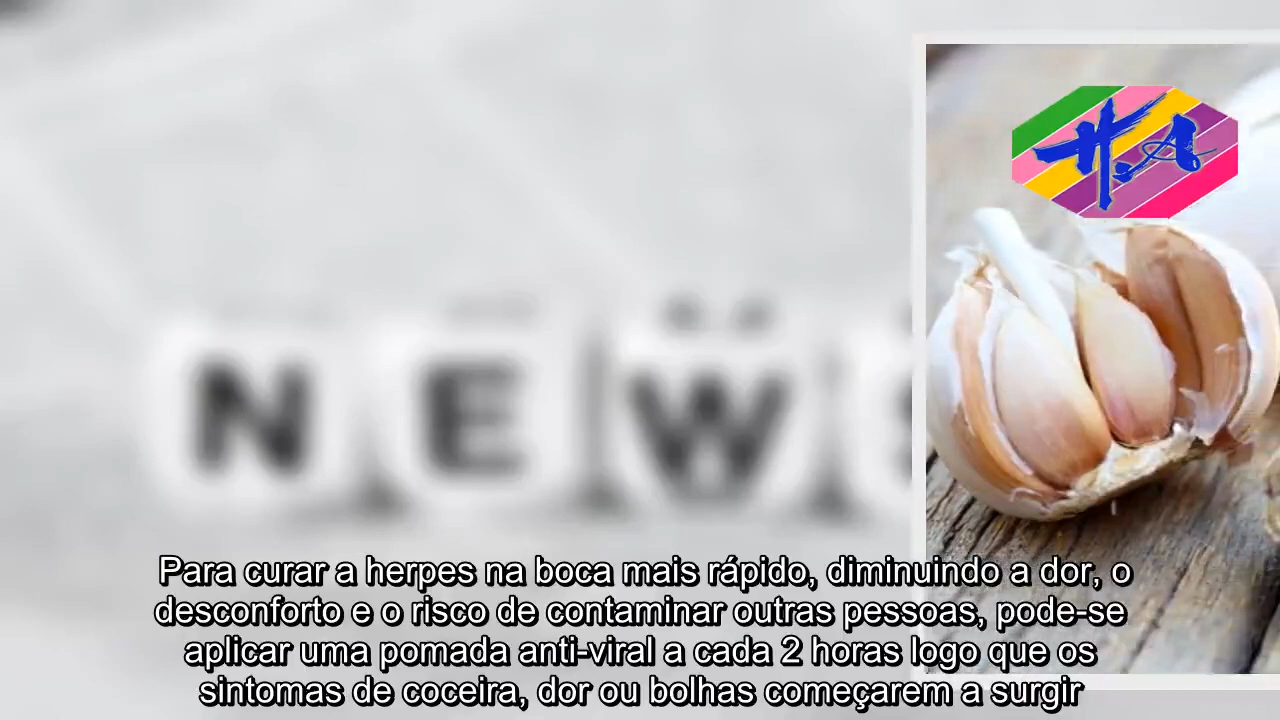 H.A
NEWS
Para curar a herpes na boca mais rápido, diminuindo a dor, o
desconforto e o risco de contaminar outras pessoas, pode-se
aplicar uma pomada anti-viral a cada 2 horas logo que os
sintomas de coceira, dor ou bolhas começarem a surgir